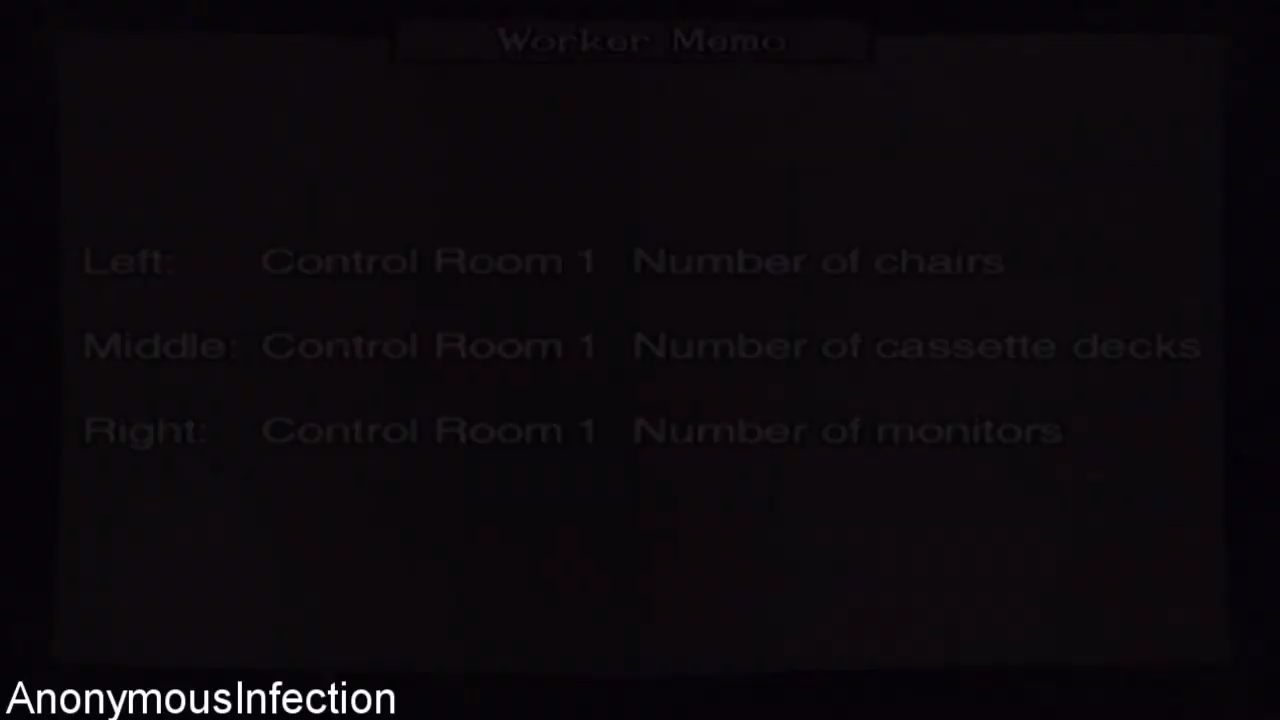 Worker Memo
Left: Control Room 1 Number of chairs
Middle: Control Room 1 Number of cassette decks
Right: Control Room 1 Number of monitors
AnonymousInfection